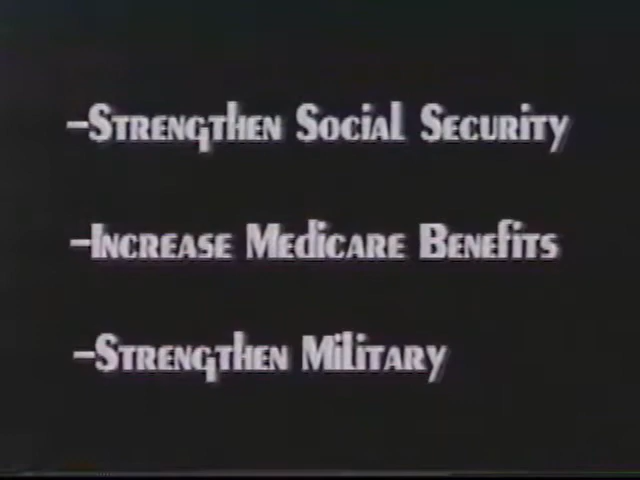 -Strengthen Social Security
-Increase Medicare Benefits
-Strengthen Military